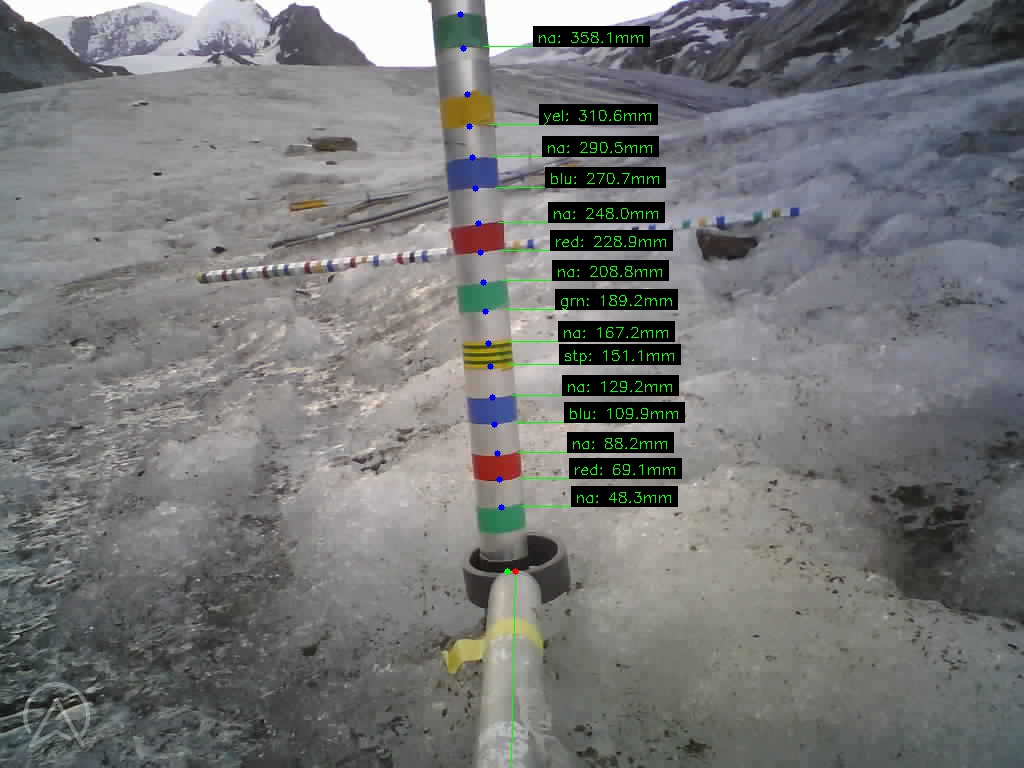 na: 358.1mm
yel: 310.6mm
na: 290.5mm
blu: 270.7mm
na: 248.0mm
red: 228.9mm
na: 208.8mm
grn: 189.2mm
na: 167.2mm
stp: 151.1mm
na: 129.2mm
blu: 109.9mm
na: 88.2mm
red: 69.1mm
na: 48.3mm